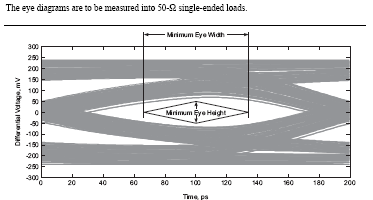 The eye diagrams are to be measured into 50-Ω single-ended loads.
Minimum Eye Width
Minimum Eye Height
Differential Voltage, mV
300
250
200
150
100
50
0
-50
-100
-150
-200
-250
-300
0 20 40 60 80 100 120 140 160 180 200
Time, ps